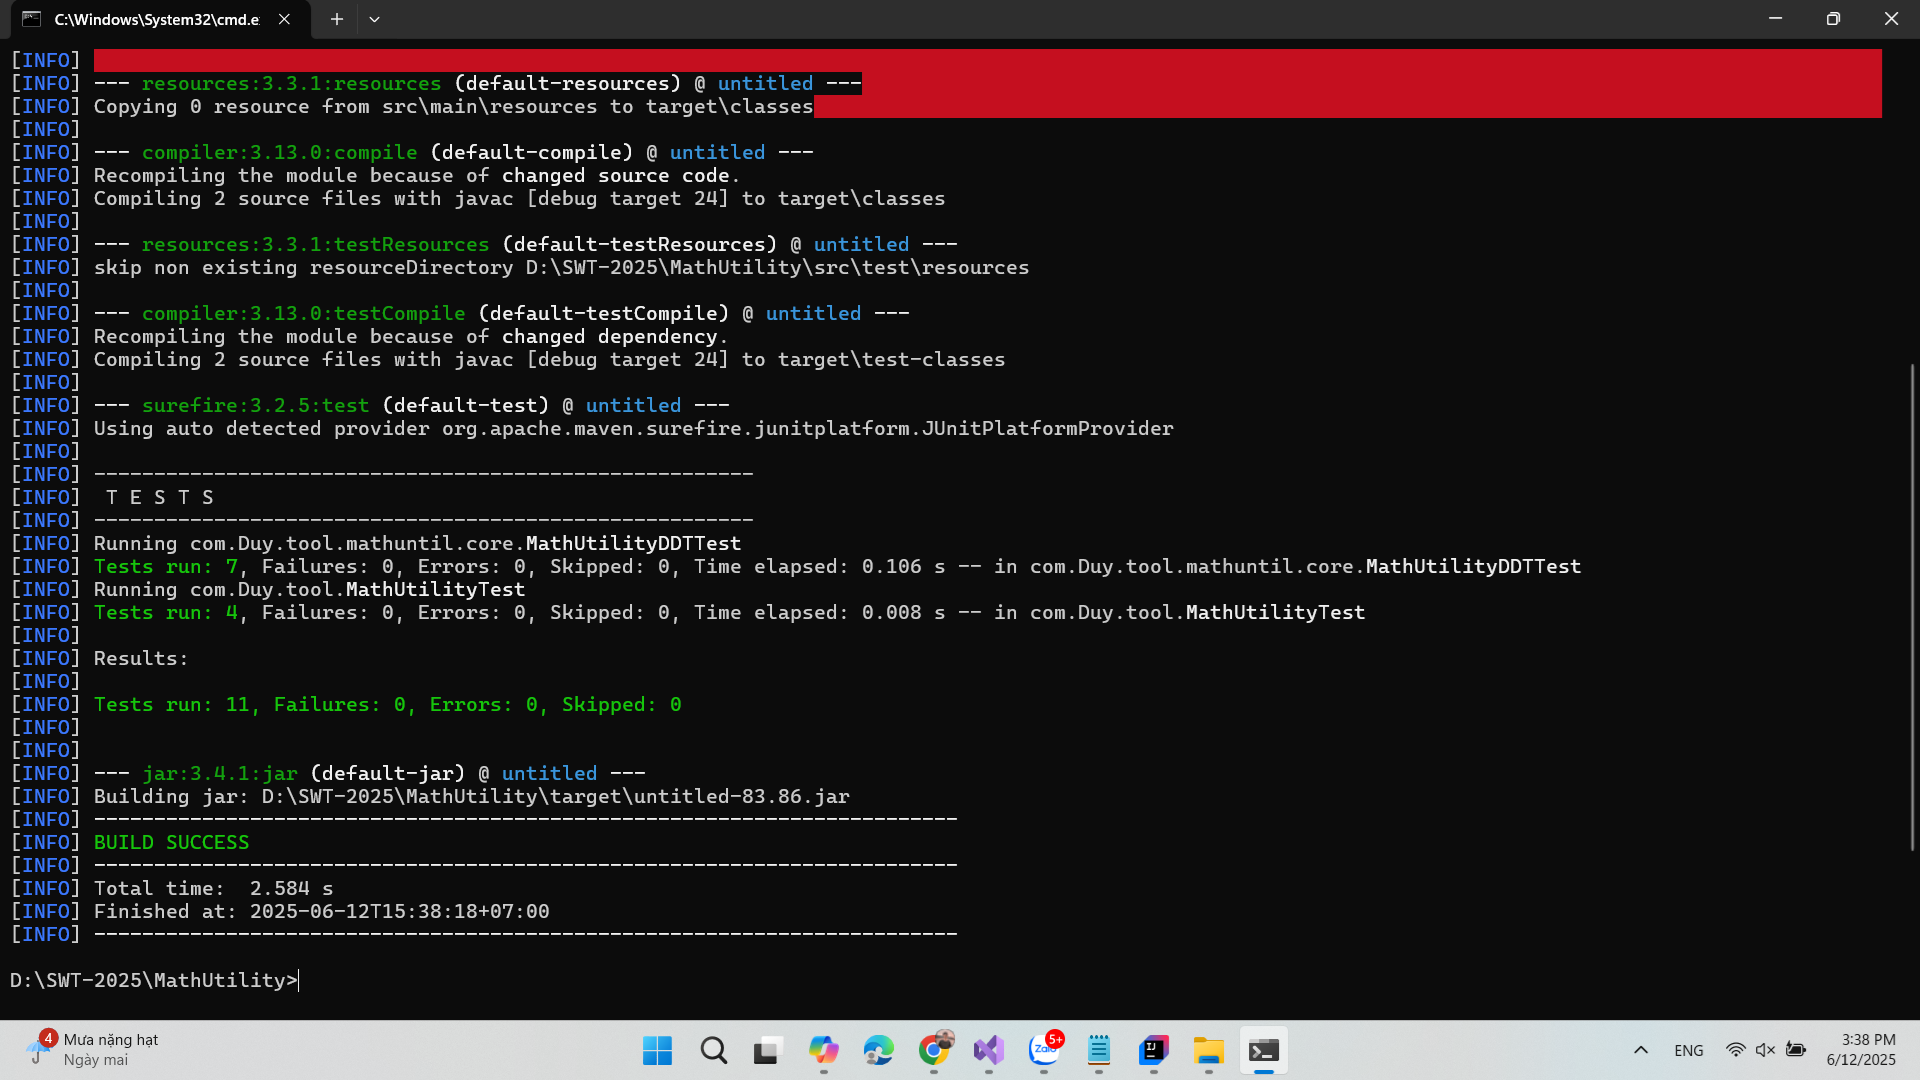 C:\Windows\System32\cmd.e
[INFO]
[INFO] --- resources:3.3.1:resources (default-resources) @ untitled ---
[INFO] Copying 0 resource from src\main\resources to target\classes
[INFO]
[INFO] --- compiler:3.13.0:compile (default-compile) @ untitled ---
[INFO] Recompiling the module because of changed source code.
[INFO] Compiling 2 source files with javac [debug target 24] to target\classes
[INFO]
[INFO] --- resources:3.3.1:testResources (default-testResources) @ untitled ---
[INFO] skip non existing resourceDirectory D:\SWT-2025\MathUtility\src\test\resources
[INFO]
[INFO] --- compiler:3.13.0:testCompile (default-testCompile) @ untitled ---
[INFO] Recompiling the module because of changed dependency.
[INFO] Compiling 2 source files with javac [debug target 24] to target\test-classes
[INFO]
[INFO] --- surefire:3.2.5:test (default-test) @ untitled ---
[INFO] Using auto detected provider org.apache.maven.surefire.junitplatform.JUnitPlatformProvider
[INFO]
[INFO] -------------------------------------------------------
[INFO]  T E S T S
[INFO] -------------------------------------------------------
[INFO] Running com.Duy.tool.mathuntil.core.MathUtilityDDTTest
[INFO] Tests run: 7, Failures: 0, Errors: 0, Skipped: 0, Time elapsed: 0.106 s -- in com.Duy.tool.mathuntil.core.MathUtilityDDTTest
[INFO] Running com.Duy.tool.MathUtilityTest
[INFO] Tests run: 4, Failures: 0, Errors: 0, Skipped: 0, Time elapsed: 0.008 s -- in com.Duy.tool.MathUtilityTest
[INFO]
[INFO] Results:
[INFO]
[INFO] Tests run: 11, Failures: 0, Errors: 0, Skipped: 0
[INFO]
[INFO]
[INFO] --- jar:3.4.1:jar (default-jar) @ untitled ---
[INFO] Building jar: D:\SWT-2025\MathUtility\target\untitled-83.86.jar
[INFO] ------------------------------------------------------------------------
[INFO] BUILD SUCCESS
[INFO] ------------------------------------------------------------------------
[INFO] Total time:  2.584 s
[INFO] Finished at: 2025-06-12T15:38:18+07:00
[INFO] ------------------------------------------------------------------------
D:\SWT-2025\MathUtility>
4
Mưa nặng hạt
Ngày mai
Zalo
5+
IJ
ENG
3:38 PM
6/12/2025